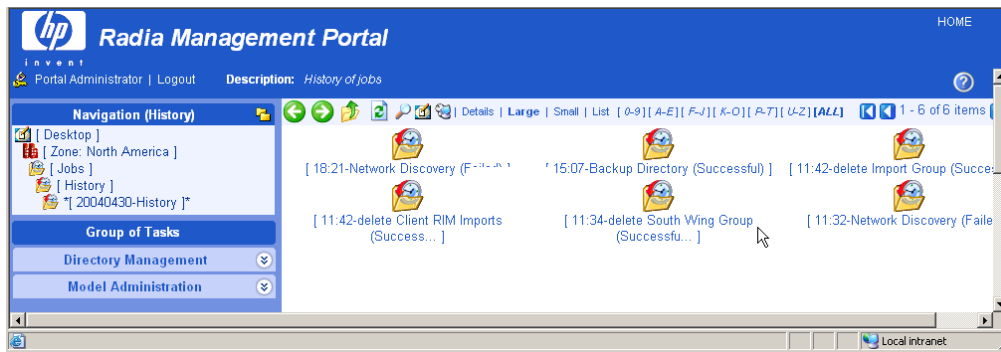 HOME
hp
Radia Management Portal
invent
Portal Administrator | Logout Description: History of jobs
Navigation (History)
| Details | Large | Small | List [ 0-9 ] [ A-E ] [ F-J ] [ K-O ] [ P-T ] [ U-Z ] [ALL] 1 - 6 of 6 items
[ Desktop ]
[ Zone: North America ]
[ Jobs ]
[ History ]
*[ 20040430-History ]*
Group of Tasks
Directory Management
Model Administration
[ 18:21-Network Discovery
[ 15:07-Backup Directory (Successful) ]
[ 11:42-delete Import Group (Succes
[ 11:42-delete Client RIM Imports
(Success... ]
[ 11:34-delete South Wing Group
(Successfu... ]
[ 11:32-Network Discovery (Faile
Local intranet